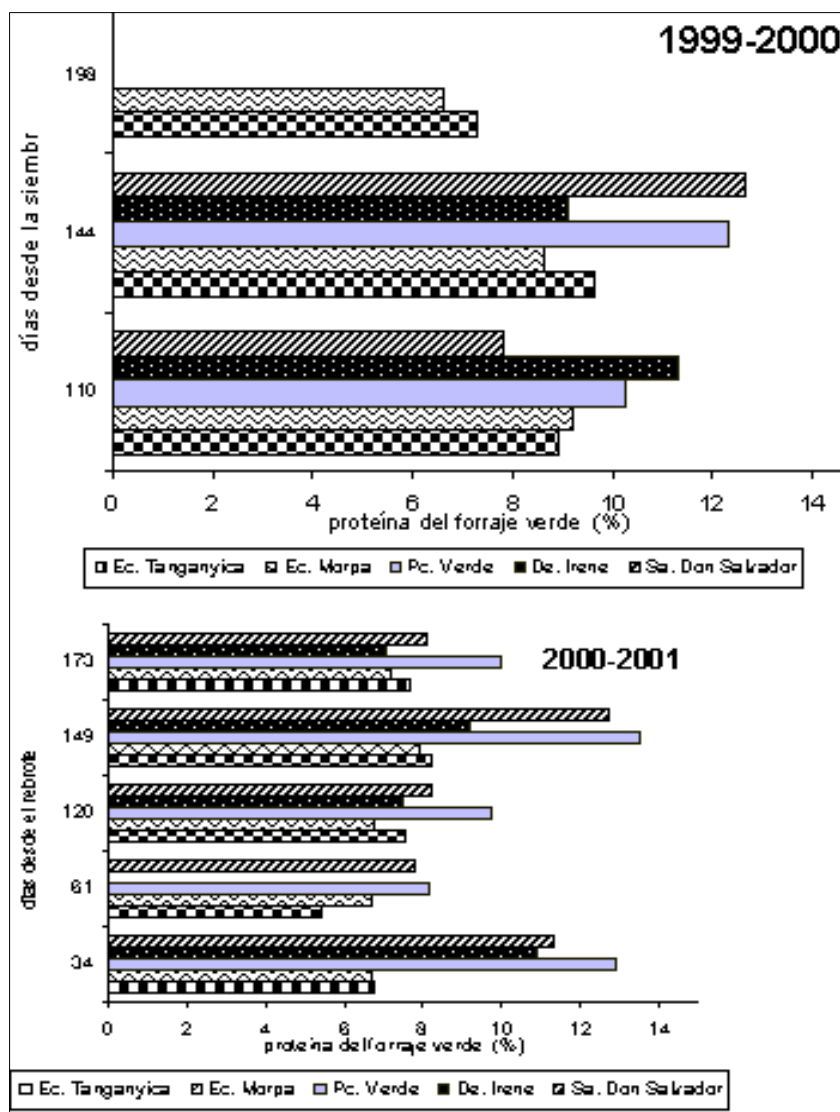 1999-2000
días desde la siembr
198
144
110
0 2 4 6 8 10 12 14
proteína del forraje verde (%)
Ec. Tanganyica Ec. Morpa Pc. Verde De. Irene Sa. Don Salvador
2000-2001
días desde el rebrote
173
149
120
61
34
0 2 4 6 8 10 12 14
proteína del forraje verde (%)
Ec. Tanganyica Ec. Morpa Pc. Verde De. Irene Sa. Don Salvador